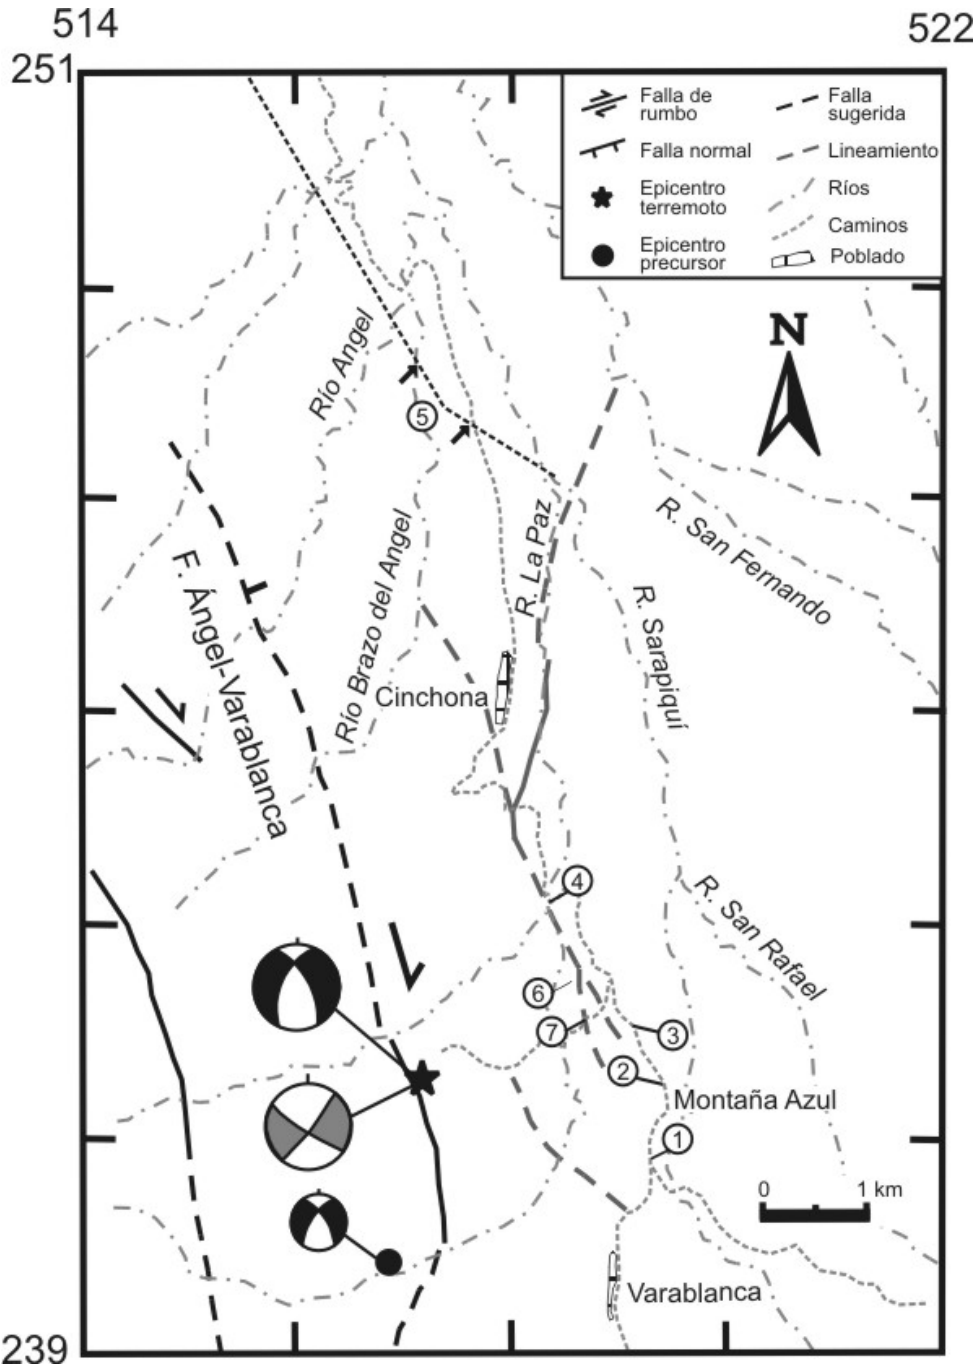 514
522
251
Falla de
rumbo
Falla
sugerida
Falla normal
Lineamiento
Epicentro
terremoto
Ríos
Caminos
Epicentro
precursor
Poblado
N
Río Angel
5
R. San Fernando
R. La Paz
Río Brazo del Angel
F. Ángel-Varablanca
R. Sarapiquí
Cinchona
4
R. San Rafael
6
7
3
2
Montaña Azul
1
0
1 km
Varablanca
239